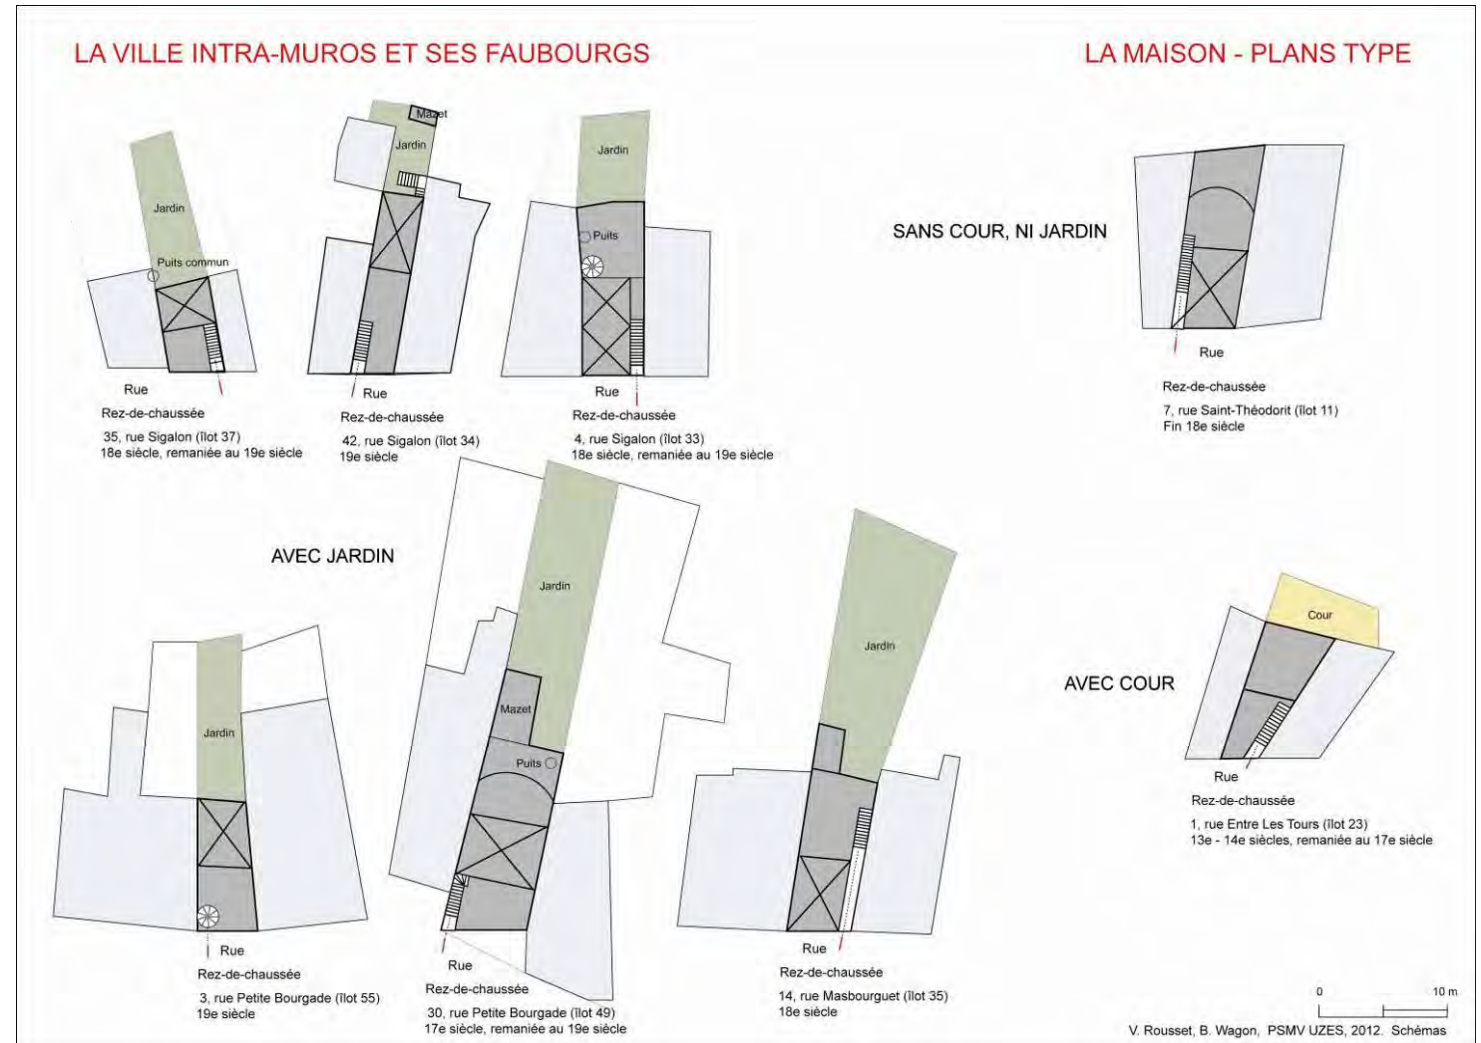 LA VILLE INTRA-MUROS ET SES FAUBOURGS
LA MAISON - PLANS TYPE
Jardin
Puits commun
Rue
Rez-de-chaussée
35, rue Sigalon (îlot 37)
18e siècle, remaniée au 19e siècle
Mazet
Jardin
Rue
Rez-de-chaussée
42, rue Sigalon (îlot 34)
19e siècle
Jardin
Puits
Rue
Rez-de-chaussée
4, rue Sigalon (îlot 33)
18e siècle, remaniée au 19e siècle
SANS COUR, NI JARDIN
Rue
Rez-de-chaussée
7, rue Saint-Théodorit (îlot 11)
Fin 18e siècle
AVEC JARDIN
Jardin
Rue
Rez-de-chaussée
3, rue Petite Bourgade (îlot 55)
19e siècle
Jardin
Mazet
Puits
Rue
Rez-de-chaussée
30, rue Petite Bourgade (îlot 49)
17e siècle, remaniée au 19e siècle
Jardin
Rue
Rez-de-chaussée
14, rue Masbourguet (îlot 35)
18e siècle
AVEC COUR
Cour
Rue
Rez-de-chaussée
1, rue Entre Les Tours (îlot 23)
13e - 14e siècles, remaniée au 17e siècle
0 10 m
V. Rousset, B. Wagon, PSMV UZES, 2012. Schémas